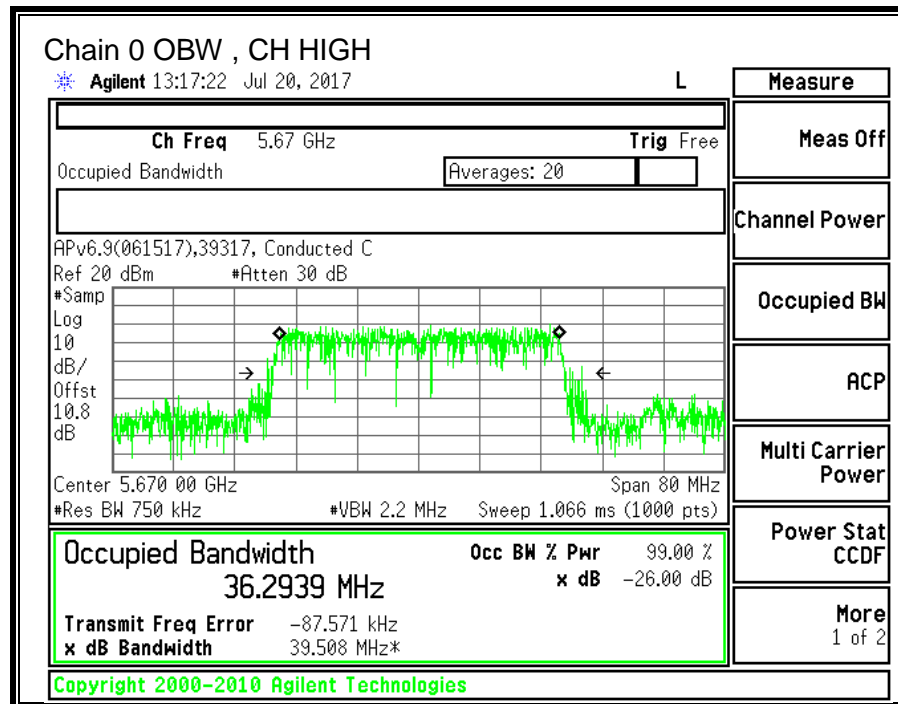 Chain 0 OBW , CH HIGH
Agilent 13:17:22 Jul 20, 2017 L
Measure
Ch Freq 5.67 GHz Trig Free
Meas Off
Occupied Bandwidth Averages: 20
Channel Power
APv6.9(061517),39317, Conducted C
Ref 20 dBm #Atten 30 dB
#Samp
Log
10
dB/
Offst
10.8
dB
Occupied BW
ACP
Multi Carrier
Power
Center 5.670 00 GHz Span 80 MHz
#Res BW 750 kHz #VBW 2.2 MHz Sweep 1.066 ms (1000 pts)
Power Stat
CCDF
Occupied Bandwidth Occ BW % Pwr 99.00 %
36.2939 MHz x dB -26.00 dB
Transmit Freq Error -87.571 kHz
x dB Bandwidth 39.508 MHz*
More
1 of 2
Copyright 2000-2010 Agilent Technologies